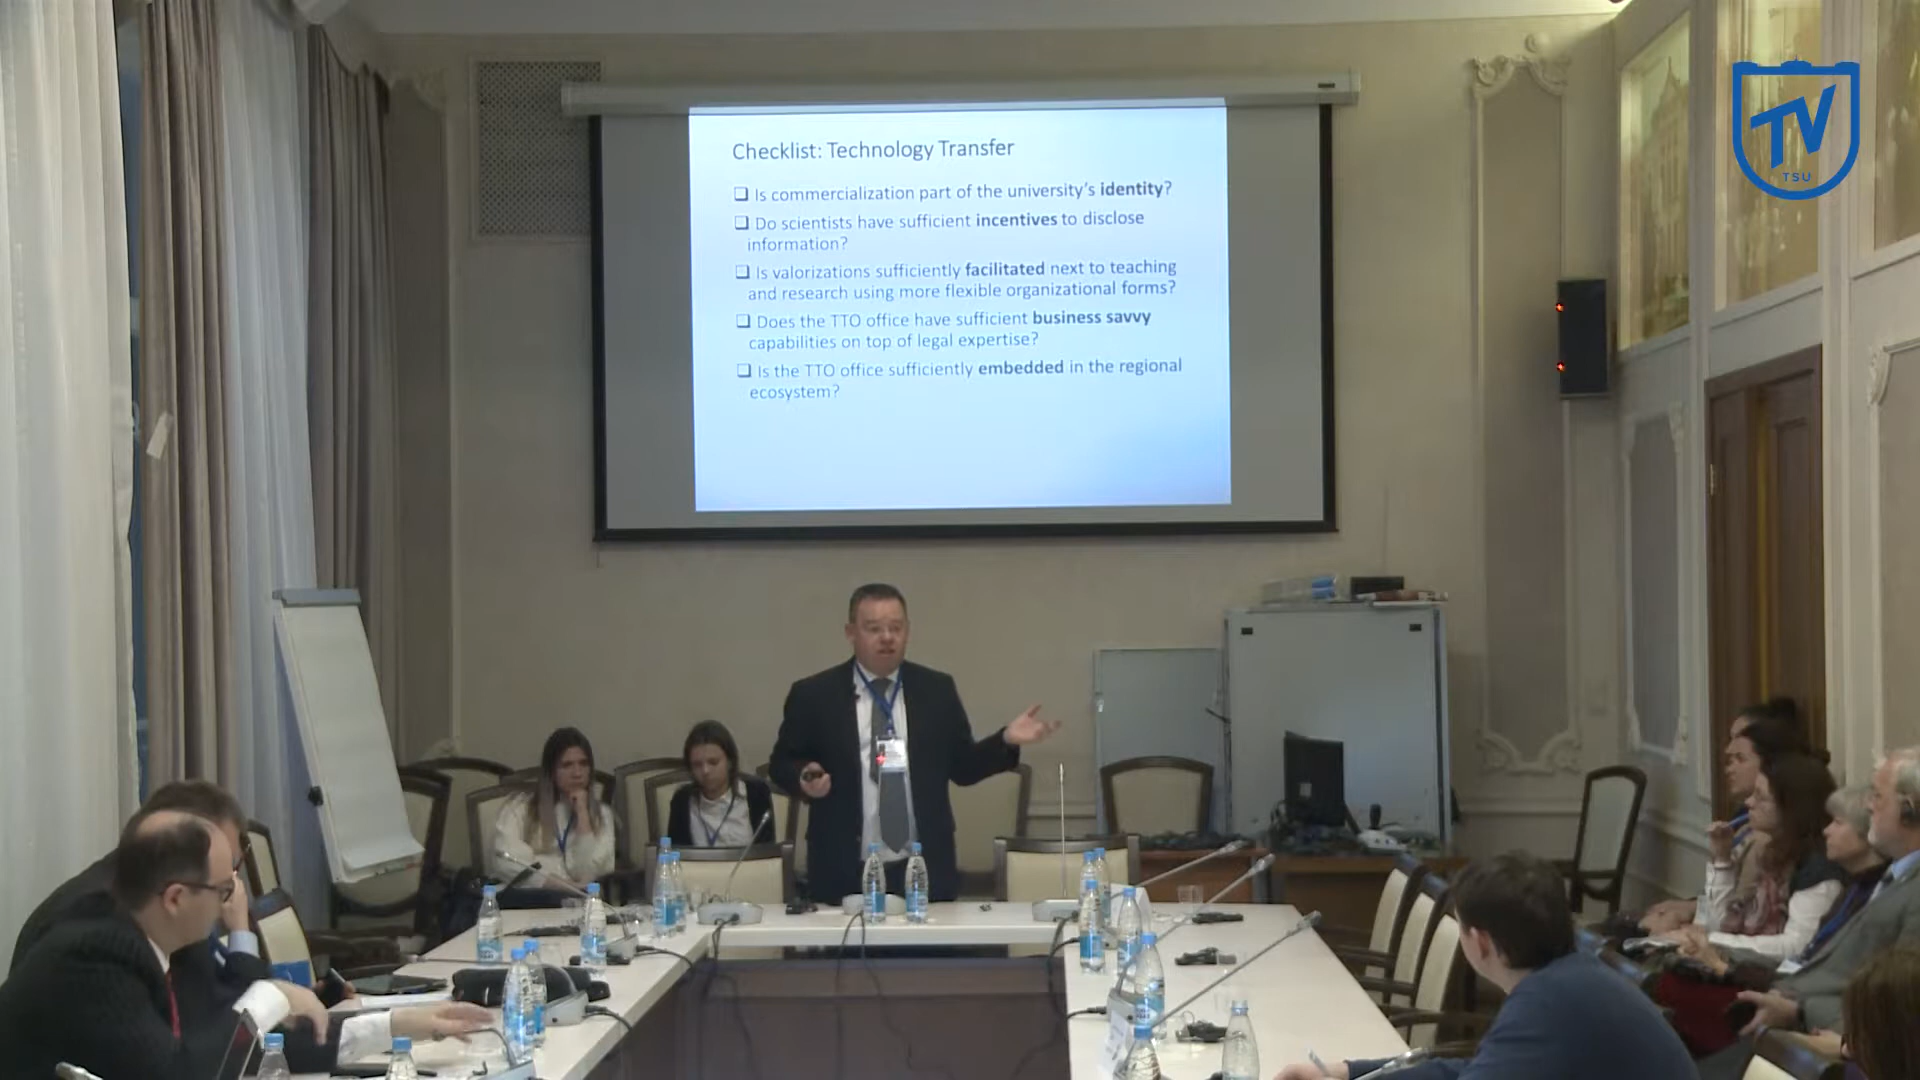 Checklist: Technology Transfer
❑ Is commercialization part of the university's identity?
❑ Do scientists have sufficient incentives to disclose
information?
❑ Is valorizations sufficiently facilitated next to teaching
and research using more flexible organizational forms?
❑ Does the TTO office have sufficient business savvy
capabilities on top of legal expertise?
❑ Is the TTO office sufficiently embedded in the regional
ecosystem?
TV
TSU